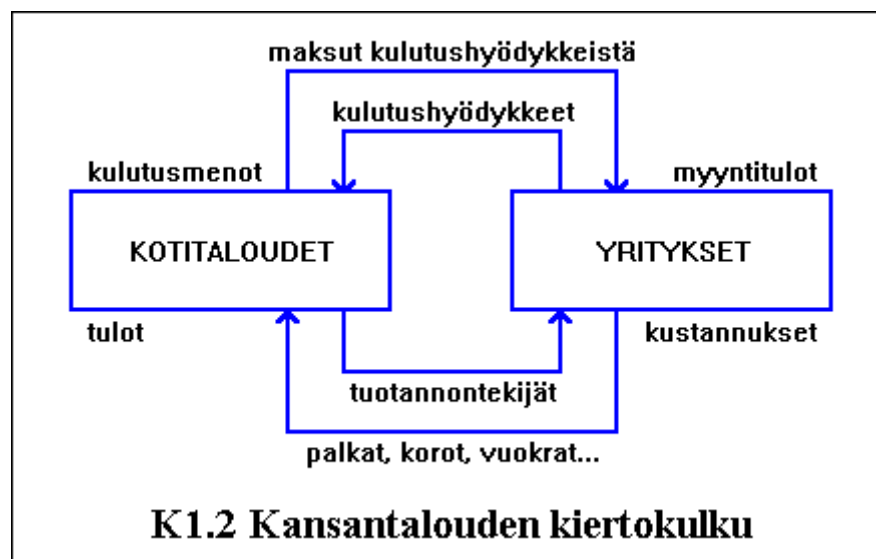 maksut kulutushyödykkeistä
kulutushyödykkeet
kulutusmenot
myyntitulot
KOTITALOUDET
YRITYKSET
tulot
kustannukset
tuotannontekijät
palkat, korot, vuokrat...
K1.2 Kansantalouden kiertokulku